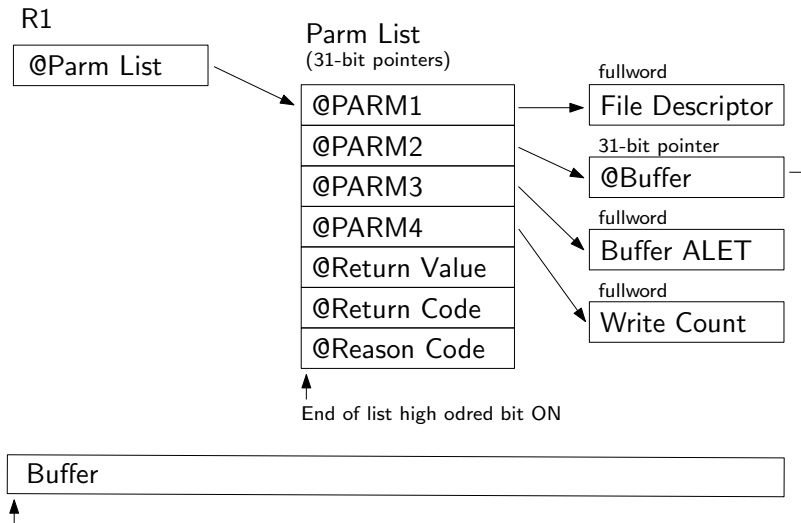 R1
@Parm List
Parm List
(31-bit pointers)
@PARM1
@PARM2
@PARM3
@PARM4
@Return Value
@Return Code
@Reason Code
End of list high odred bit ON
fullword
File Descriptor
31-bit pointer
@Buffer
fullword
Buffer ALET
fullword
Write Count
Buffer